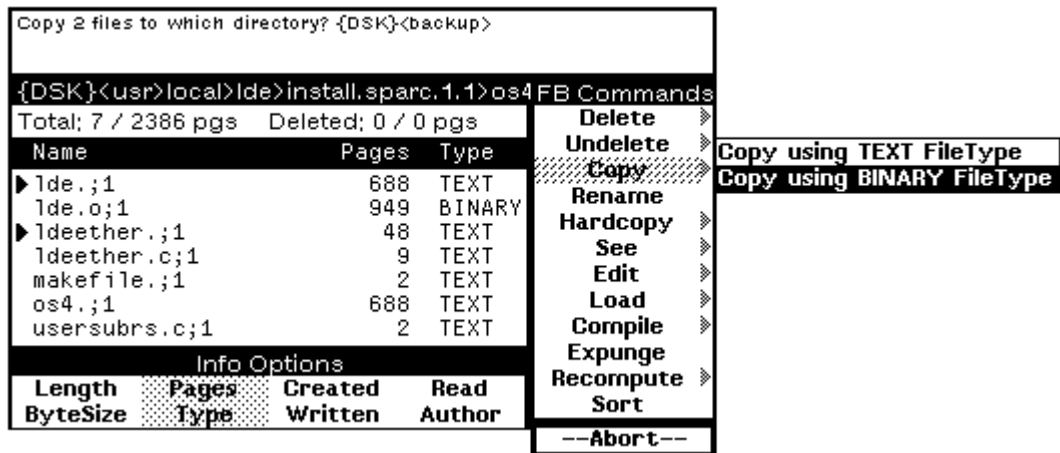 Copy 2 files to which directory? {DSK}<backup>
{DSK}<usr>local>lde>install.sparc.1.1>os4
Total: 7 / 2386 pgs Deleted: 0 / 0 pgs
Name Pages Type
lde.;1 688 TEXT
lde.o;1 949 BINARY
ldeether.;1 48 TEXT
ldeether.c;1 9 TEXT
makefile.;1 2 TEXT
os4.;1 688 TEXT
usersubrs.c;1 2 TEXT
Info Options
Length Pages Created Read
ByteSize Type Written Author
FB Commands
Delete
Undelete
Copy
Rename
Hardcopy
See
Edit
Load
Compile
Expunge
Recompute
Sort
--Abort--
Copy using TEXT FileType
Copy using BINARY FileType